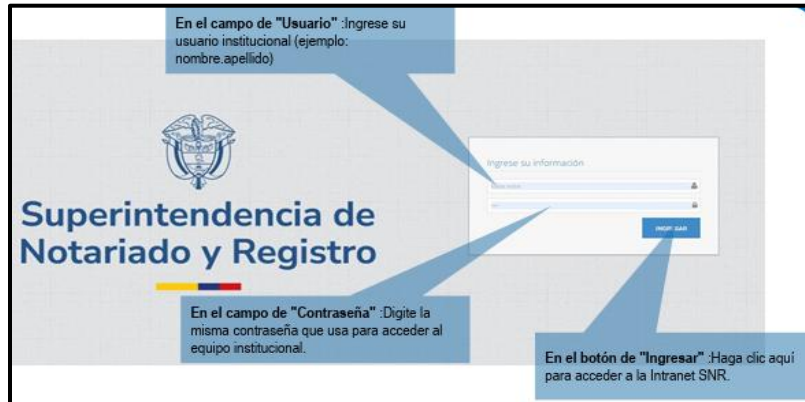 En el campo de "Usuario" :Ingrese su
usuario institucional (ejemplo:
nombre.apellido)
Ingrese su información
INGRESAR
Superintendencia de
Notariado y Registro
En el campo de "Contraseña" :Digite la
misma contraseña que usa para acceder al
equipo institucional.
En el botón de "Ingresar" :Haga clic aquí
para acceder a la Intranet SNR.